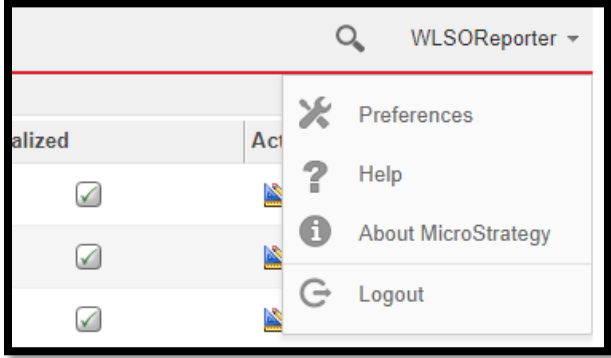 WLSOReporter
Preferences
alized
Act
Help
About MicroStrategy
Logout